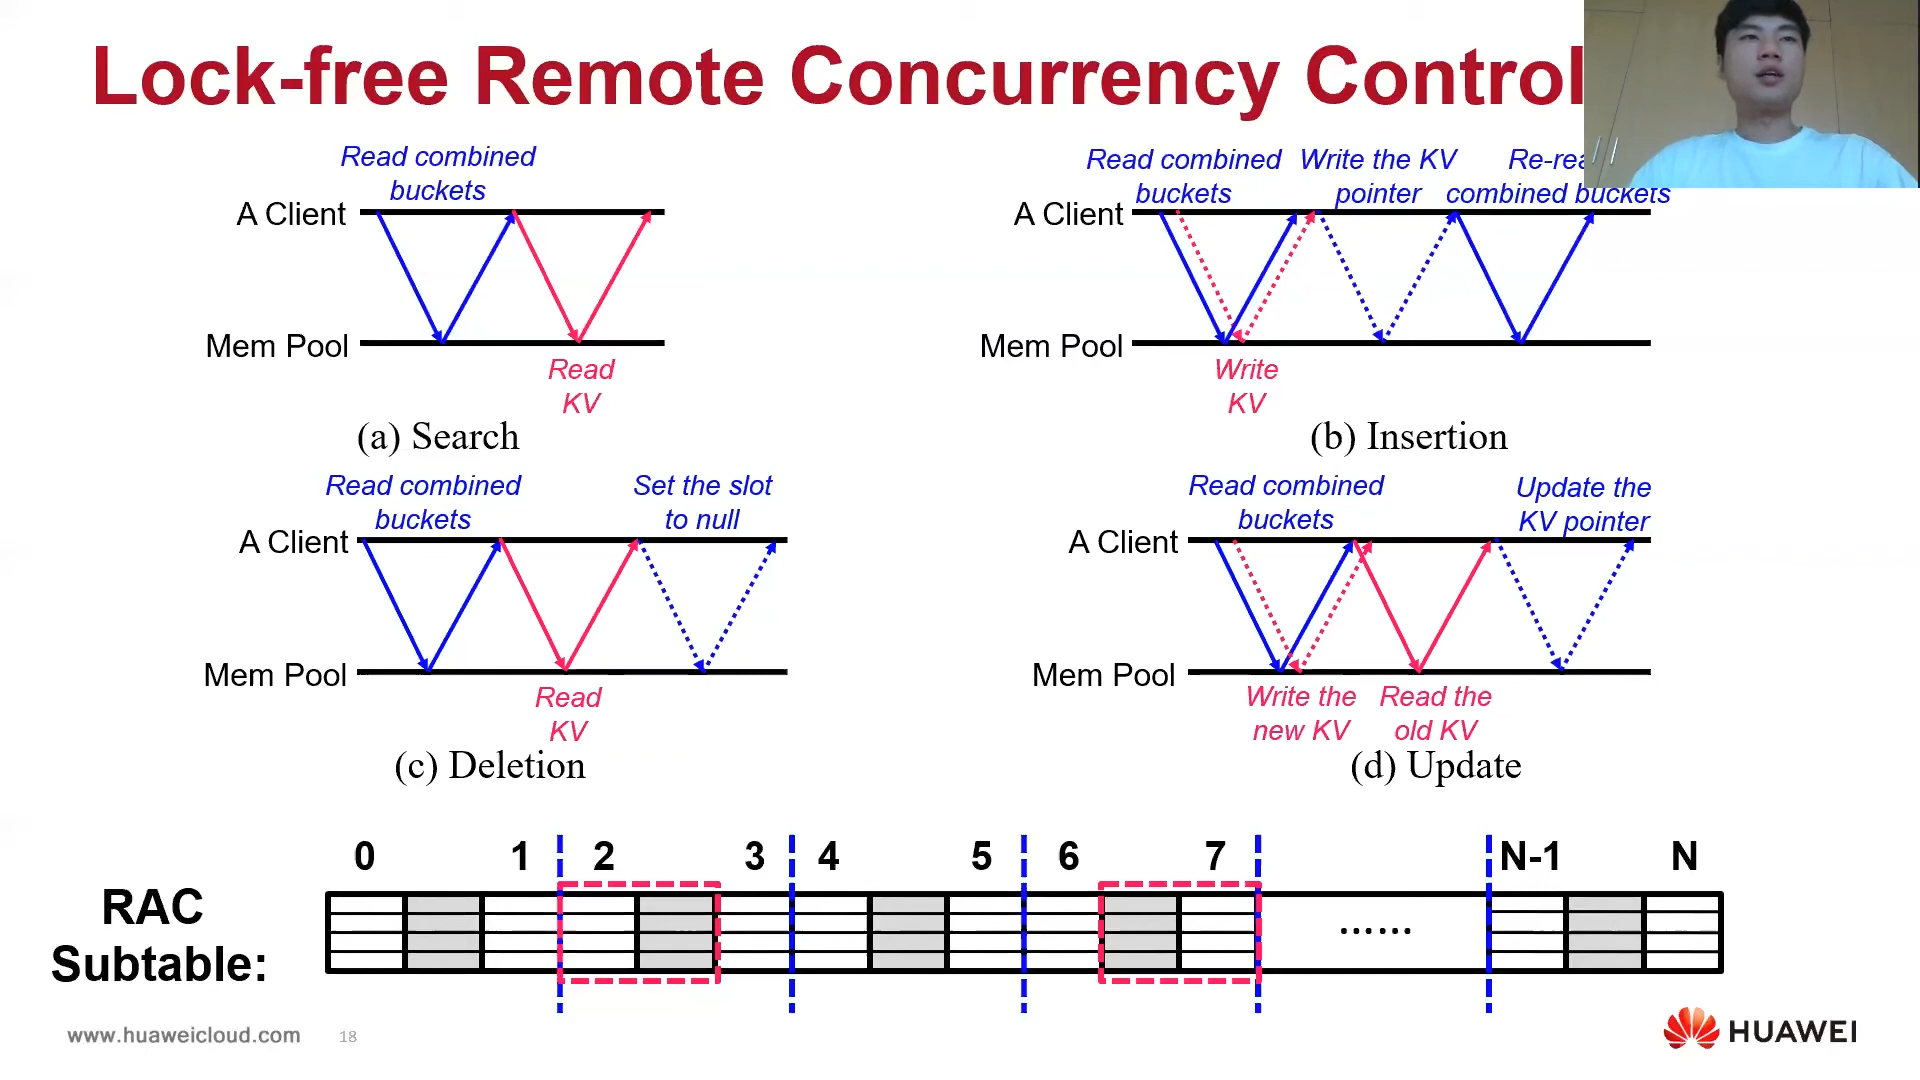 Lock-free Remote Concurrency Control
Read combined
buckets
A Client
Mem Pool
Read
KV
(a) Search
Read combined
buckets
Write the KV
pointer
combined buckets
A Client
Mem Pool
Write
KV
(b) Insertion
Read combined
buckets
Set the slot
to null
A Client
Mem Pool
Read
KV
(c) Deletion
Read combined
buckets
Update the
KV pointer
A Client
Mem Pool
Write the
new KV
Read the
old KV
(d) Update
0 1 2 3 4 5 6 7 N-1 N
RAC
Subtable:
......
www.huaweicloud.com 18
HUAWEI